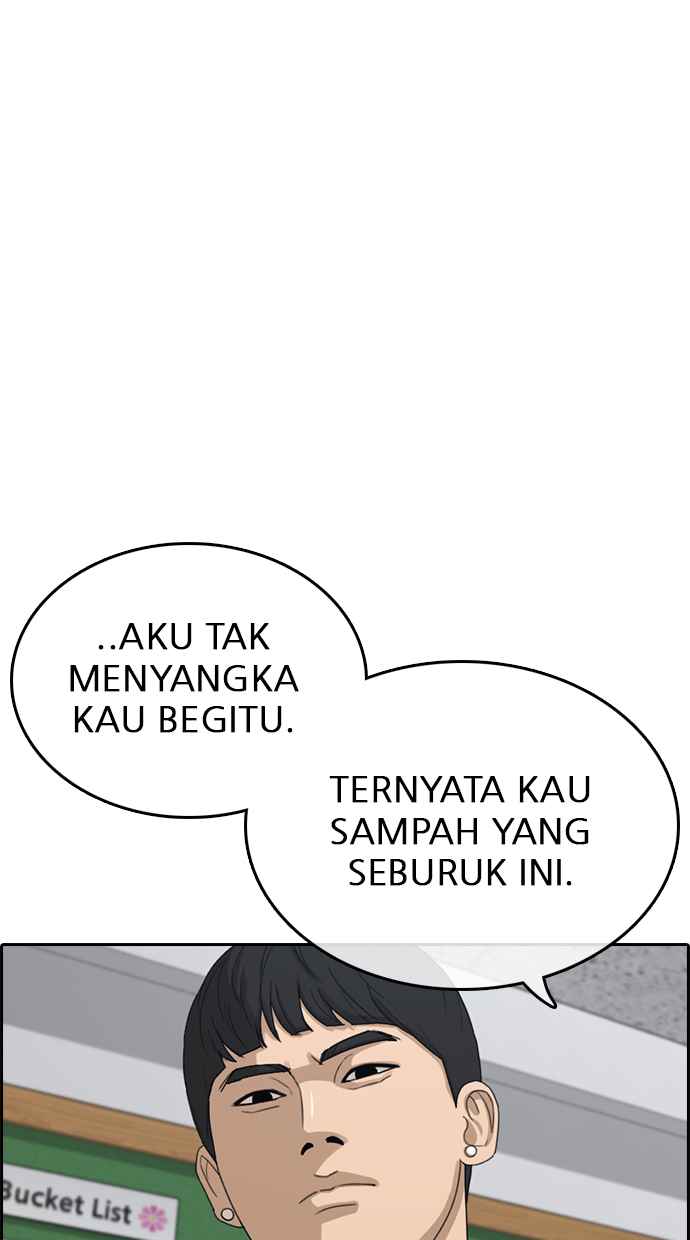 ..AKU TAK
MENYANGKA
KAU BEGITU.
TERNYATA KAU
SAMPAH YANG
SEBURUK INI.
Bucket List